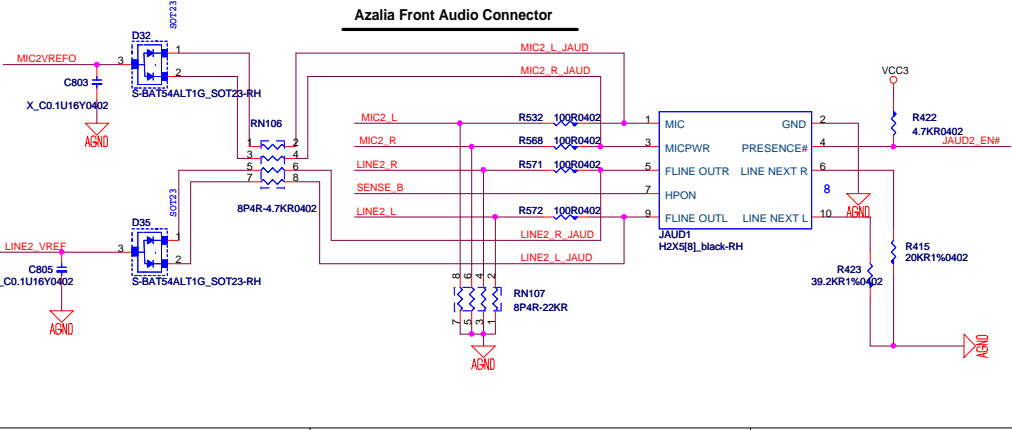 Azalia Front Audio Connector
SOT23
D32
1
MIC2VREFO
3
2
C803
S-BAT54ALT1G_SOT23-RH
X_C0.1U16Y0402
AGND
MIC2_L_JAUD
MIC2_R_JAUD
VCC3
RN106
1
2
3
4
5
6
7
8
8P4R-4.7KR0402
MIC2_L
R532
100R0402
MIC2_R
R568
100R0402
LINE2_R
R571
100R0402
SENSE_B
LINE2_L
R572
100R0402
LINE2_R_JAUD
LINE2_L_JAUD
1
MIC
GND
2
3
MICPWR
PRESENCE#
4
5
FLINE OUTR
LINE NEXT R
6
7
HPON
8
9
FLINE OUTL
LINE NEXT L
10
JAUD1
H2X5[8]_black-RH
R422
4.7KR0402
JAUD2_EN#
AGND
SOT23
D35
1
LINE2_VREF
3
2
C805
_C0.1U16Y0402
S-BAT54ALT1G_SOT23-RH
AGND
8
6
4
2
RN107
8P4R-22KR
7
5
3
1
AGND
R415
20KR1%0402
R423
39.2KR1%0402
AGND